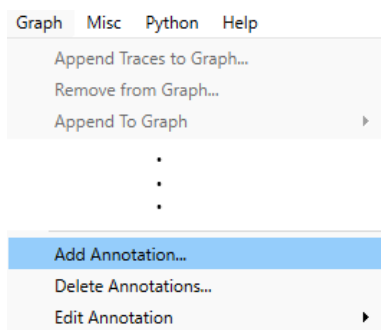 Graph Misc Python Help
Append Traces to Graph...
Remove from Graph...
Append To Graph
Add Annotation...
Delete Annotations...
Edit Annotation